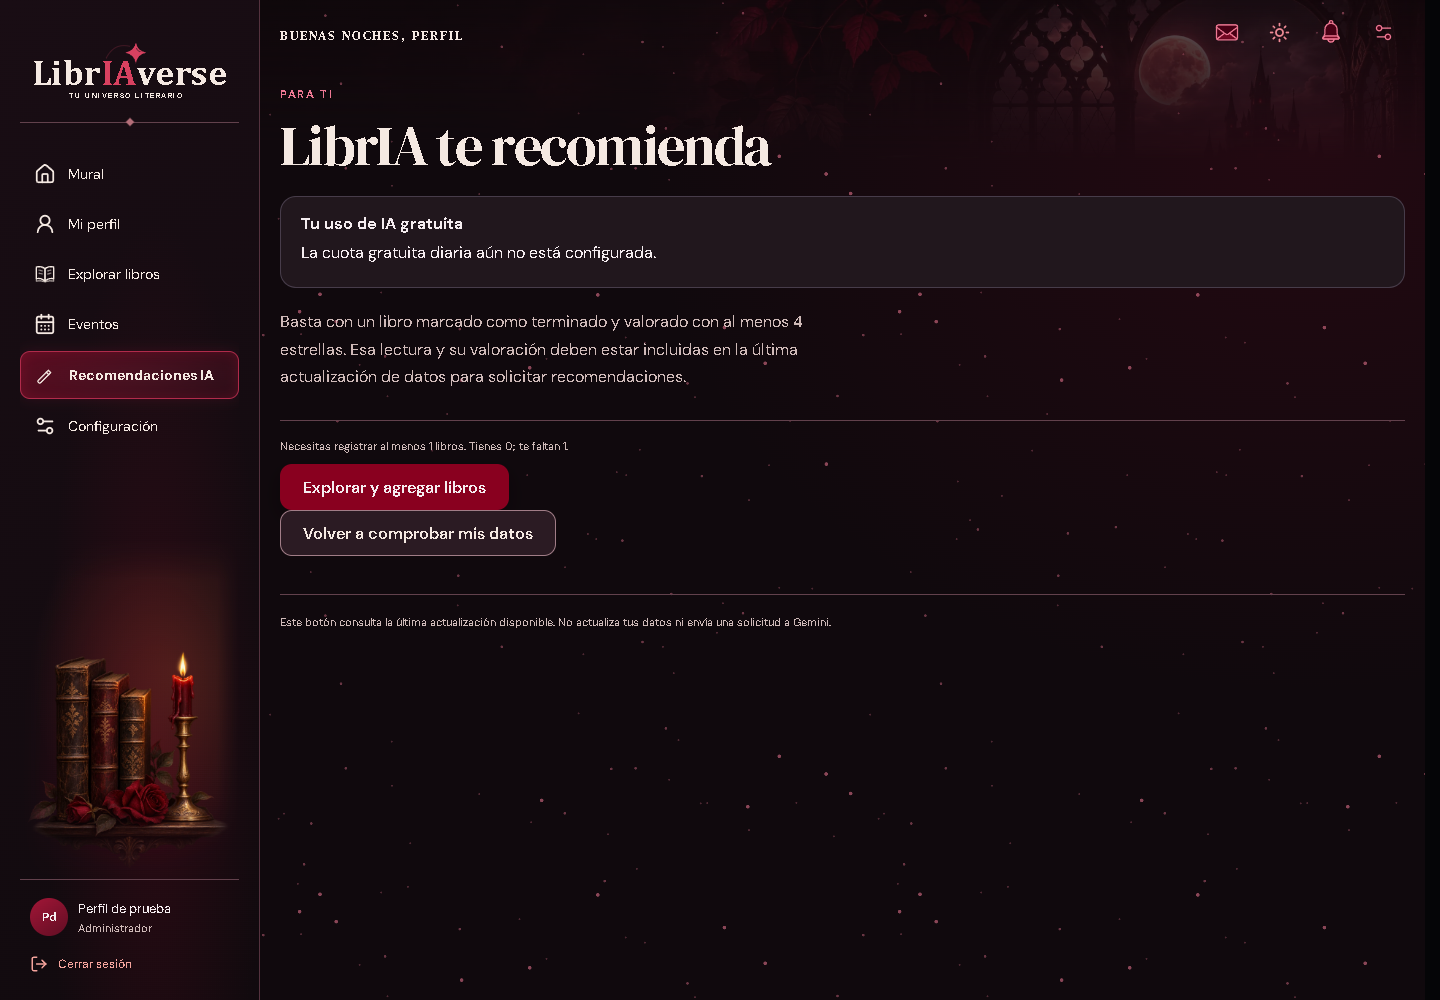 LibrIAverse
TU UNIVERSO LITERARIO
Mural
Mi perfil
Explorar libros
Eventos
Recomendaciones IA
Configuración
Pd
Perfil de prueba
Administrador
Cerrar sesión
BUENAS NOCHES, PERFIL
PARA TI
LibrIA te recomienda
Tu uso de IA gratuita
La cuota gratuita diaria aún no está configurada.
Basta con un libro marcado como terminado y valorado con al menos 4
estrellas. Esa lectura y su valoración deben estar incluidas en la última
actualización de datos para solicitar recomendaciones.
Necesitas registrar al menos 1 libros. Tienes 0; te faltan 1.
Explorar y agregar libros
Volver a comprobar mis datos
Este botón consulta la última actualización disponible. No actualiza tus datos ni envía una solicitud a Gemini.